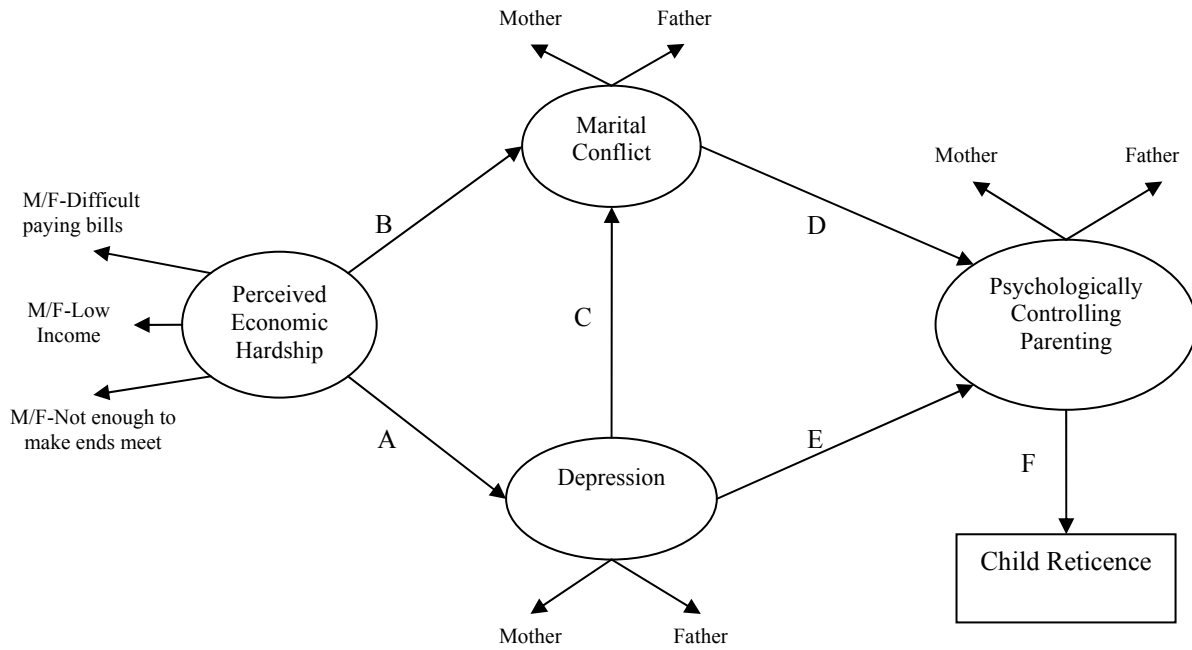 Mother
Father
Marital
Conflict
Mother
Father
M/F-Difficult
paying bills
B
D
Perceived
Economic
Hardship
M/F-Low
Income
C
Psychologically
Controlling
Parenting
M/F-Not enough to
make ends meet
A
E
Depression
F
Child Reticence
Mother
Father